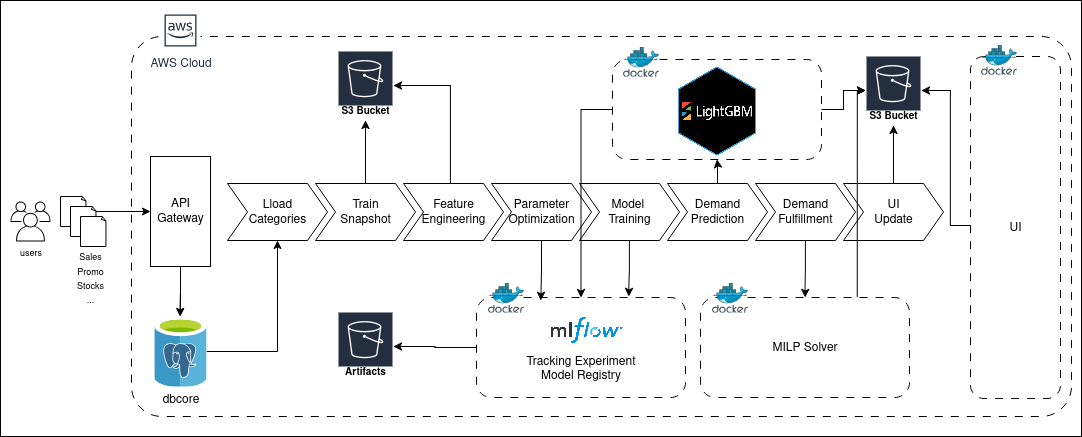 aws
AWS Cloud
docker
docker
S3 Bucket
LightGBM
S3 Bucket
API
Gateway
Lload
Categories
Train
Snapshot
Feature
Engineering
Parameter
Optimization
Model
Training
Demand
Prediction
Demand
Fulfillment
UI
Update
UI
users
Sales
Promo
Stocks
...
docker
docker
mlflow
Tracking Experiment
Model Registry
MILP Solver
Artifacts
dbcore